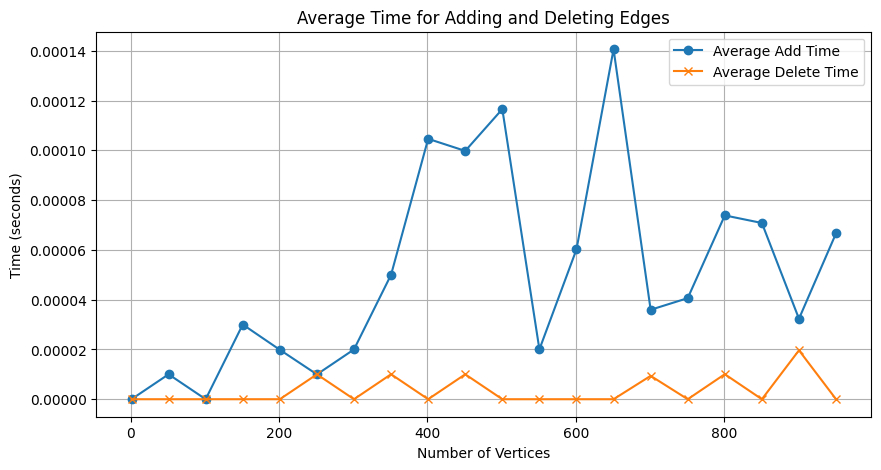 Average Time for Adding and Deleting Edges
Average Add Time
Average Delete Time
Time (seconds)
0.00014
0.00012
0.00010
0.00008
0.00006
0.00004
0.00002
0.00000
0 200 400 600 800
Number of Vertices